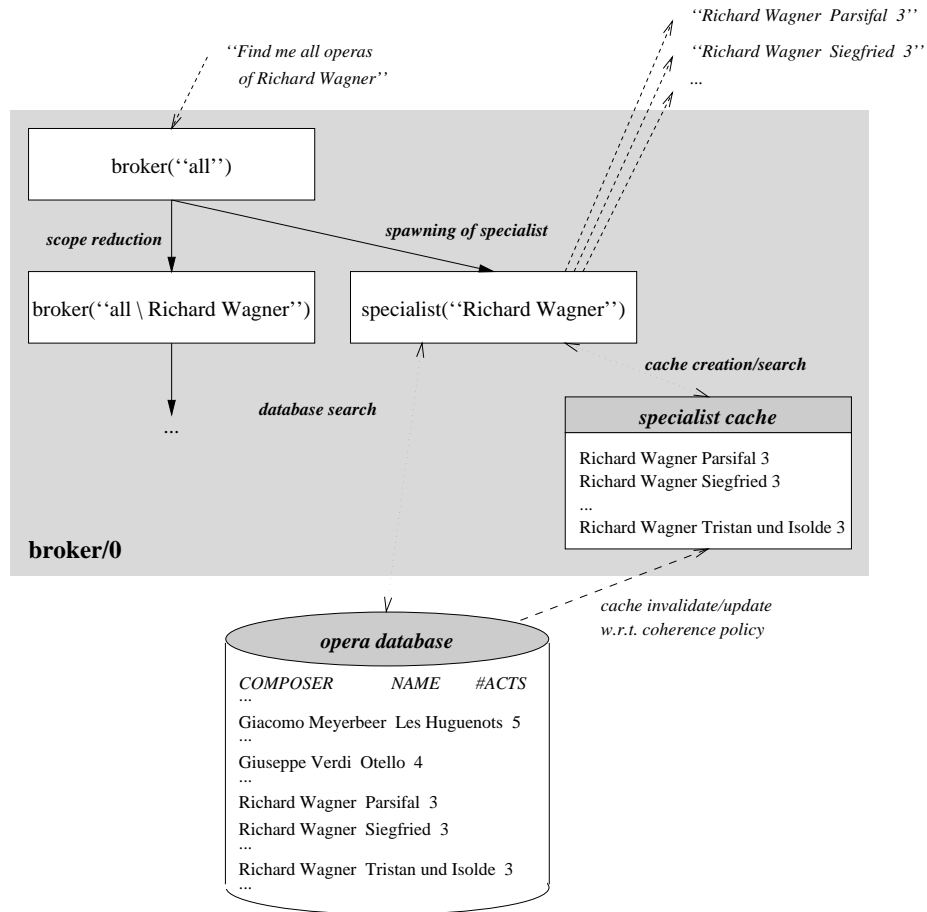 ‘‘Find me all operas
of Richard Wagner’’
‘‘Richard Wagner Parsifal 3’’
‘‘Richard Wagner Siegfried 3’’
...
broker(‘‘all’’)
scope reduction
spawning of specialist
broker(‘‘all \ Richard Wagner’’)
specialist(‘‘Richard Wagner’’)
...
database search
cache creation/search
specialist cache
Richard Wagner Parsifal 3
Richard Wagner Siegfried 3
...
Richard Wagner Tristan und Isolde 3
broker/0
cache invalidate/update
w.r.t. coherence policy
opera database
COMPOSER NAME #ACTS
...
Giacomo Meyerbeer Les Huguenots 5
...
Giuseppe Verdi Otello 4
...
Richard Wagner Parsifal 3
Richard Wagner Siegfried 3
...
Richard Wagner Tristan und Isolde 3
...